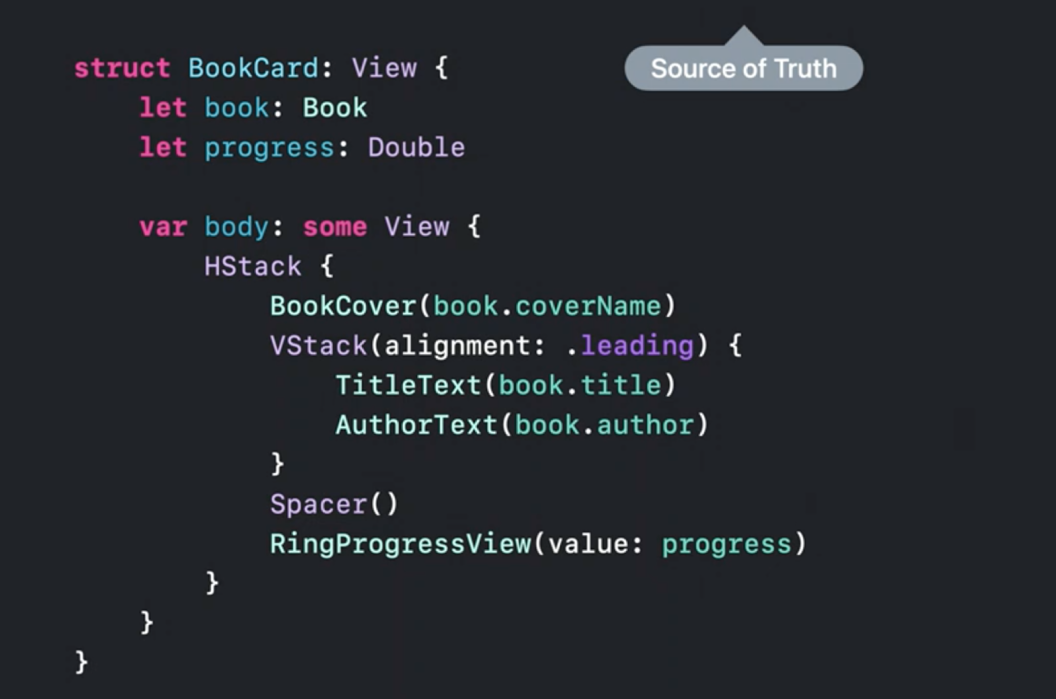 Source of Truth
struct BookCard: View {
    let book: Book
    let progress: Double

    var body: some View {
        HStack {
            BookCover(book.coverName)
            VStack(alignment: .leading) {
                TitleText(book.title)
                AuthorText(book.author)
            }
            Spacer()
            RingProgressView(value: progress)
        }
    }
}